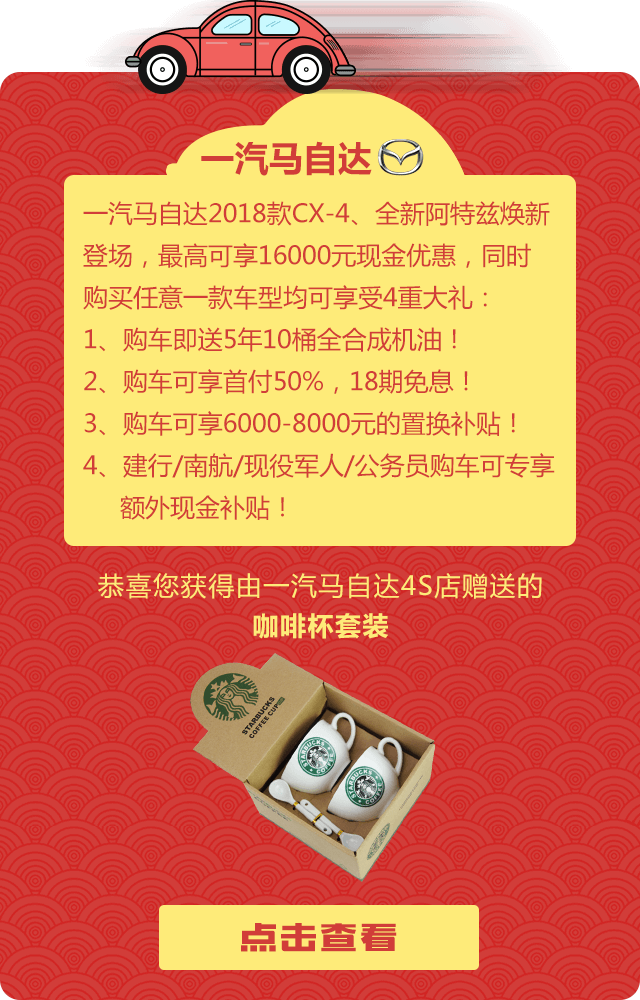 一汽马自达
一汽马自达2018款CX-4、全新阿特兹焕新
登场，最高可享16000元现金优惠，同时
购买任意一款车型均可享受4重大礼：
1、购车即送5年10桶全合成机油！
2、购车可享首付50%，18期免息！
3、购车可享6000-8000元的置换补贴！
4、建行/南航/现役军人/公务员购车可专享
额外现金补贴！
恭喜您获得由一汽马自达4S店赠送的
咖啡杯套装
STARBUCKS
COFFEE CUP
STARBUCKS
COFFEE
STARBUCKS
COFFEE
点击查看